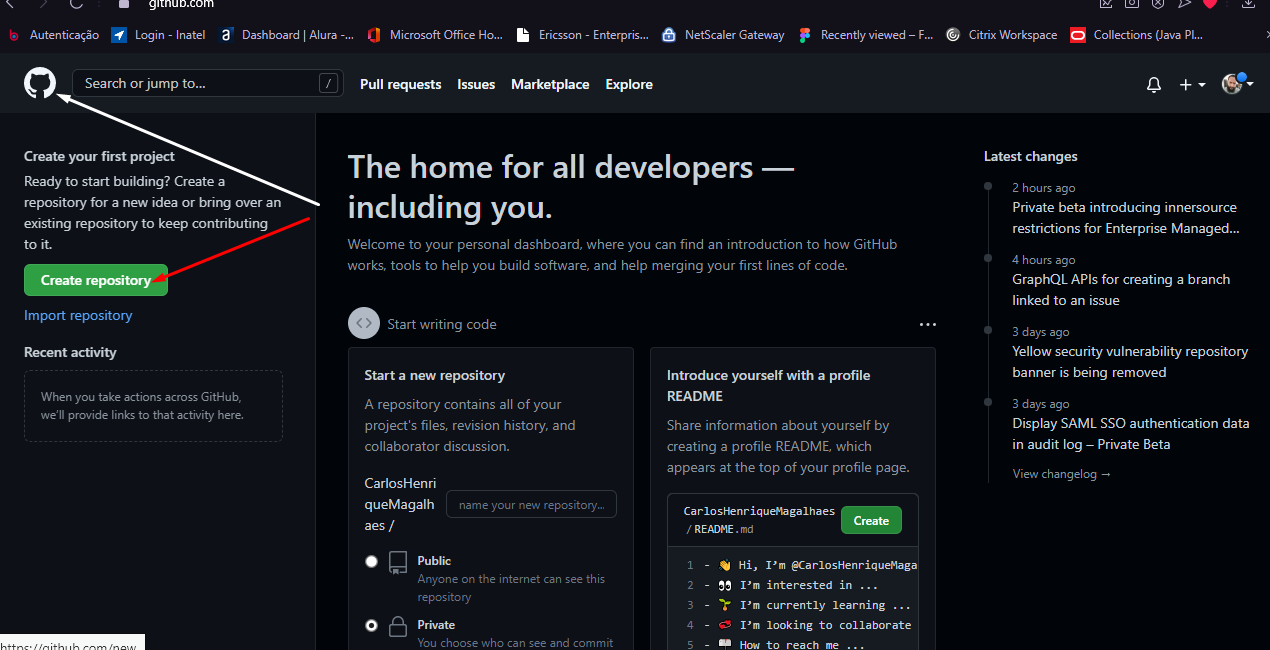 github.com
Autenticação
Login - Inatel
Dashboard | Alura -...
Microsoft Office Ho...
Ericsson - Enterpris...
NetScaler Gateway
Recently viewed – F...
Citrix Workspace
Collections (Java Pl...
Search or jump to...
/
Pull requests
Issues
Marketplace
Explore
Create your first project
Ready to start building? Create a
repository for a new idea or bring over an
existing repository to keep contributing
to it.
Create repository
Import repository
Recent activity
When you take actions across GitHub,
we'll provide links to that activity here.
The home for all developers —
including you.
Welcome to your personal dashboard, where you can find an introduction to how GitHub
works, tools to help you build software, and help merging your first lines of code.
Start writing code
Start a new repository
A repository contains all of your
project's files, revision history, and
collaborator discussion.
CarlosHenri
queMagalh
aes /
name your new repository...
Public
Anyone on the internet can see this
repository
Private
You choose who can see and commit
Introduce yourself with a profile
README
Share information about yourself by
creating a profile README, which
appears at the top of your profile page.
CarlosHenriqueMagalhaes
/README.md
Create
1 - 👋 Hi, I'm @CarlosHenriqueMaga
2 - 👀 I'm interested in ...
3 - 🌱 I'm currently learning ...
4 - 💞️ I'm looking to collaborate
5 - 📫 How to reach me ...
Latest changes
2 hours ago
Private beta introducing innersource
restrictions for Enterprise Managed...
4 hours ago
GraphQL APIs for creating a branch
linked to an issue
3 days ago
Yellow security vulnerability repository
banner is being removed
3 days ago
Display SAML SSO authentication data
in audit log – Private Beta
View changelog →
https://github.com/new